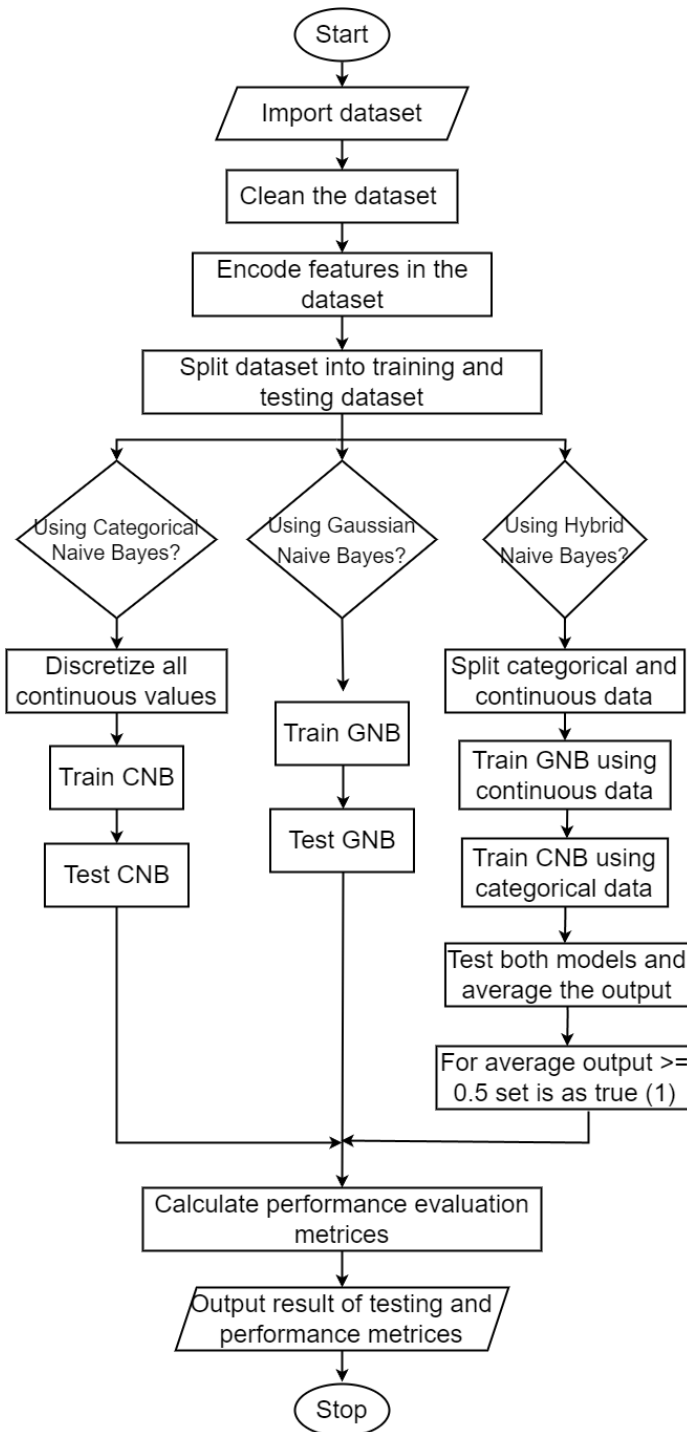 Start
Import dataset
Clean the dataset
Encode features in the
dataset
Split dataset into training and
testing dataset
Using Categorical
Naive Bayes?
Using Gaussian
Naive Bayes?
Using Hybrid
Naive Bayes?
Discretize all
continuous values
Train CNB
Test CNB
Train GNB
Test GNB
Split categorical and
continuous data
Train GNB using
continuous data
Train CNB using
categorical data
Test both models and
average the output
For average output >=
0.5 set is as true (1)
Calculate performance evaluation
metrices
Output result of testing and
performance metrices
Stop